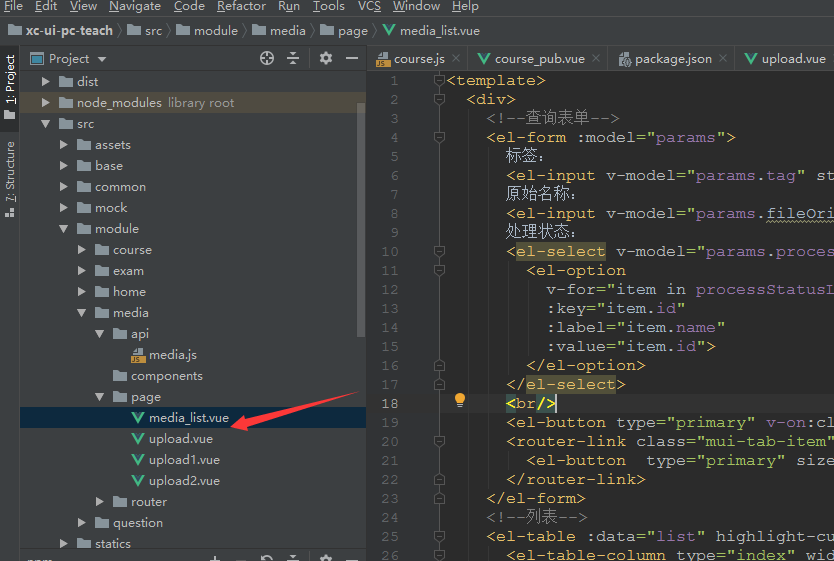 File Edit View Navigate Code Refactor Run Tools VCS Window Help
xc-ui-pc-teach src module media page media_list.vue
1: Project
7: Structure
Project
dist
node_modules library root
src
assets
base
common
mock
module
course
exam
home
media
api
media.js
components
page
media_list.vue
upload.vue
upload1.vue
upload2.vue
router
question
statics
course.js course_pub.vue package.json upload.vue
1 <template>
2 <div>
3 <!--查询表单-->
4 <el-form :model="params">
5 标签：
6 <el-input v-model="params.tag" st
7 原始名称：
8 <el-input v-model="params.fileOri
9 处理状态：
10 <el-select v-model="params.proces
11 <el-option
12 v-for="item in processStatusL
13 :key="item.id"
14 :label="item.name"
15 :value="item.id">
16 </el-option>
17 </el-select>
18 <br/>
19 <el-button type="primary" v-on:cl
20 <router-link class="mui-tab-item"
21 <el-button type="primary" size
22 </router-link>
23 </el-form>
24 <!--列表-->
25 <el-table :data="list" highlight-cu
26 <el-table-column type="index" wid